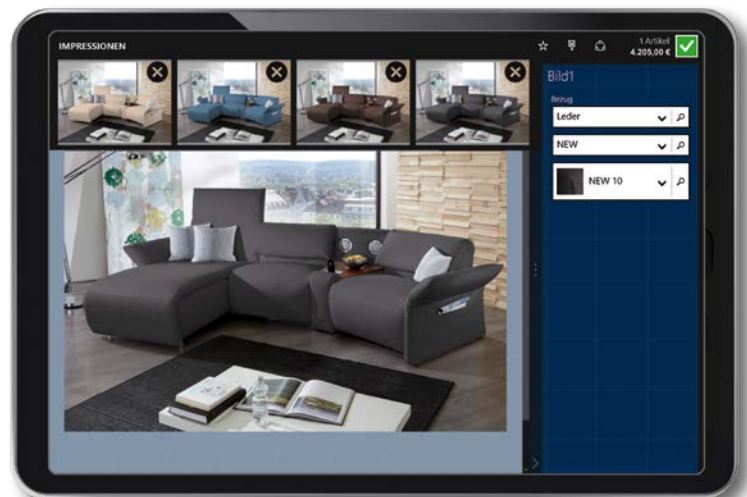 IMPRESSIONEN
1 Artikel
4.205,00 €
Bild1
Bezug
Leder
NEW
NEW 10